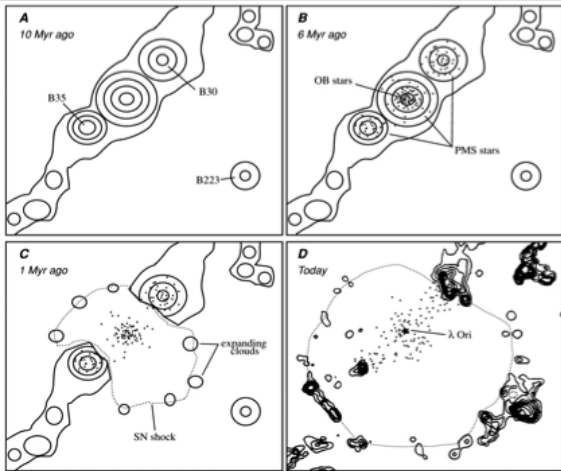 A
10 Myr ago
B30
B35
B223
B
6 Myr ago
OB stars
PMS stars
C
1 Myr ago
expanding
clouds
SN shock
D
Today
λ Ori